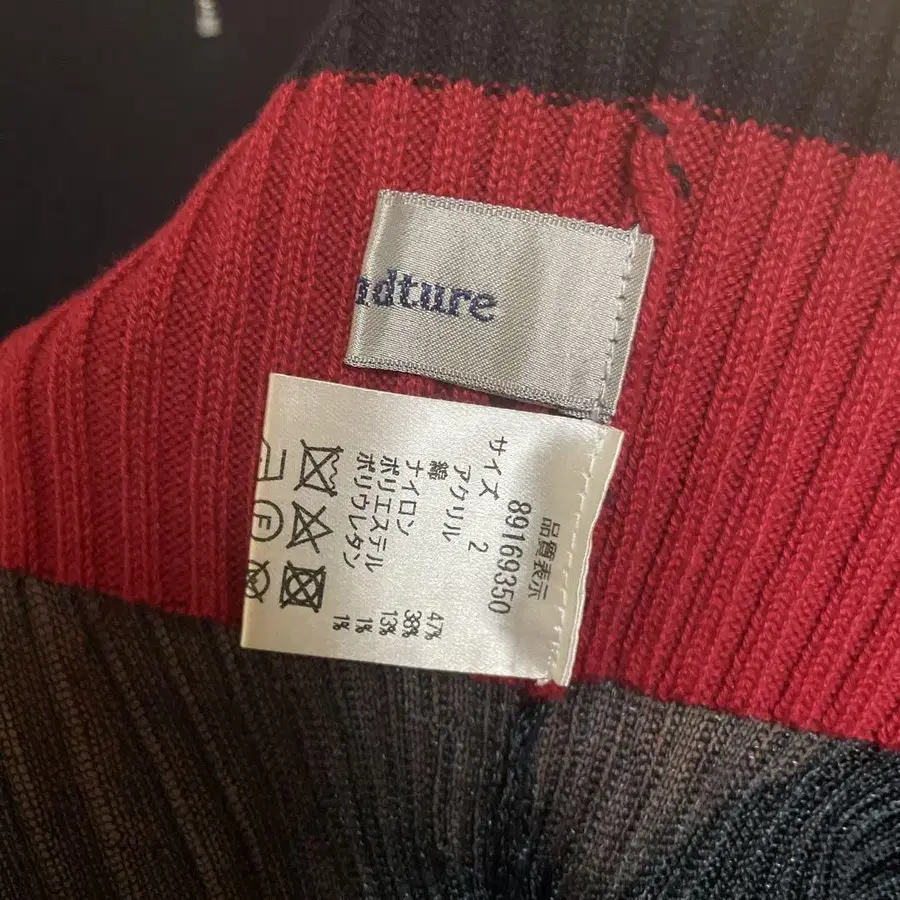 ndture
品質表示
89169350
サイズ 2
アクリル 47%
綿 38%
ナイロン 13%
ポリエステル 1%
ポリウレタン 1%
F